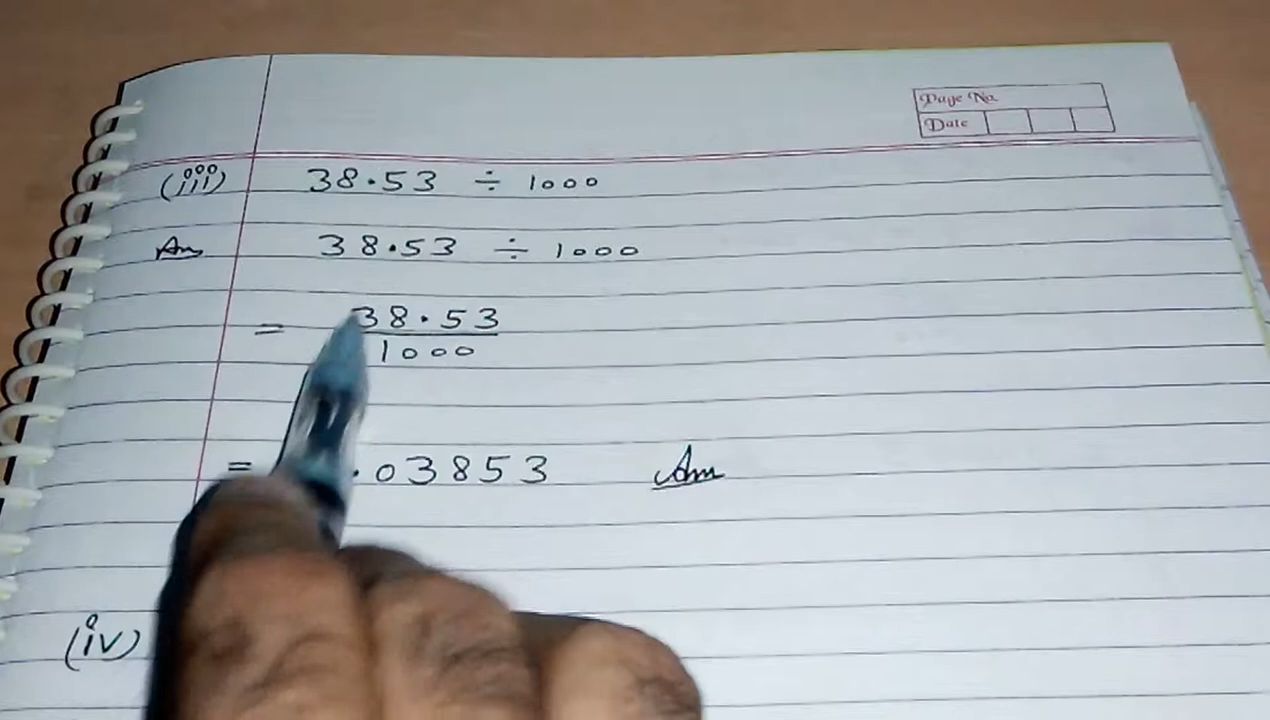 Page No.
Date
(iii) 38.53 ÷ 1000
Ans 38.53 ÷ 1000
= 38.53
1000
= .03853 Ans
(iv)